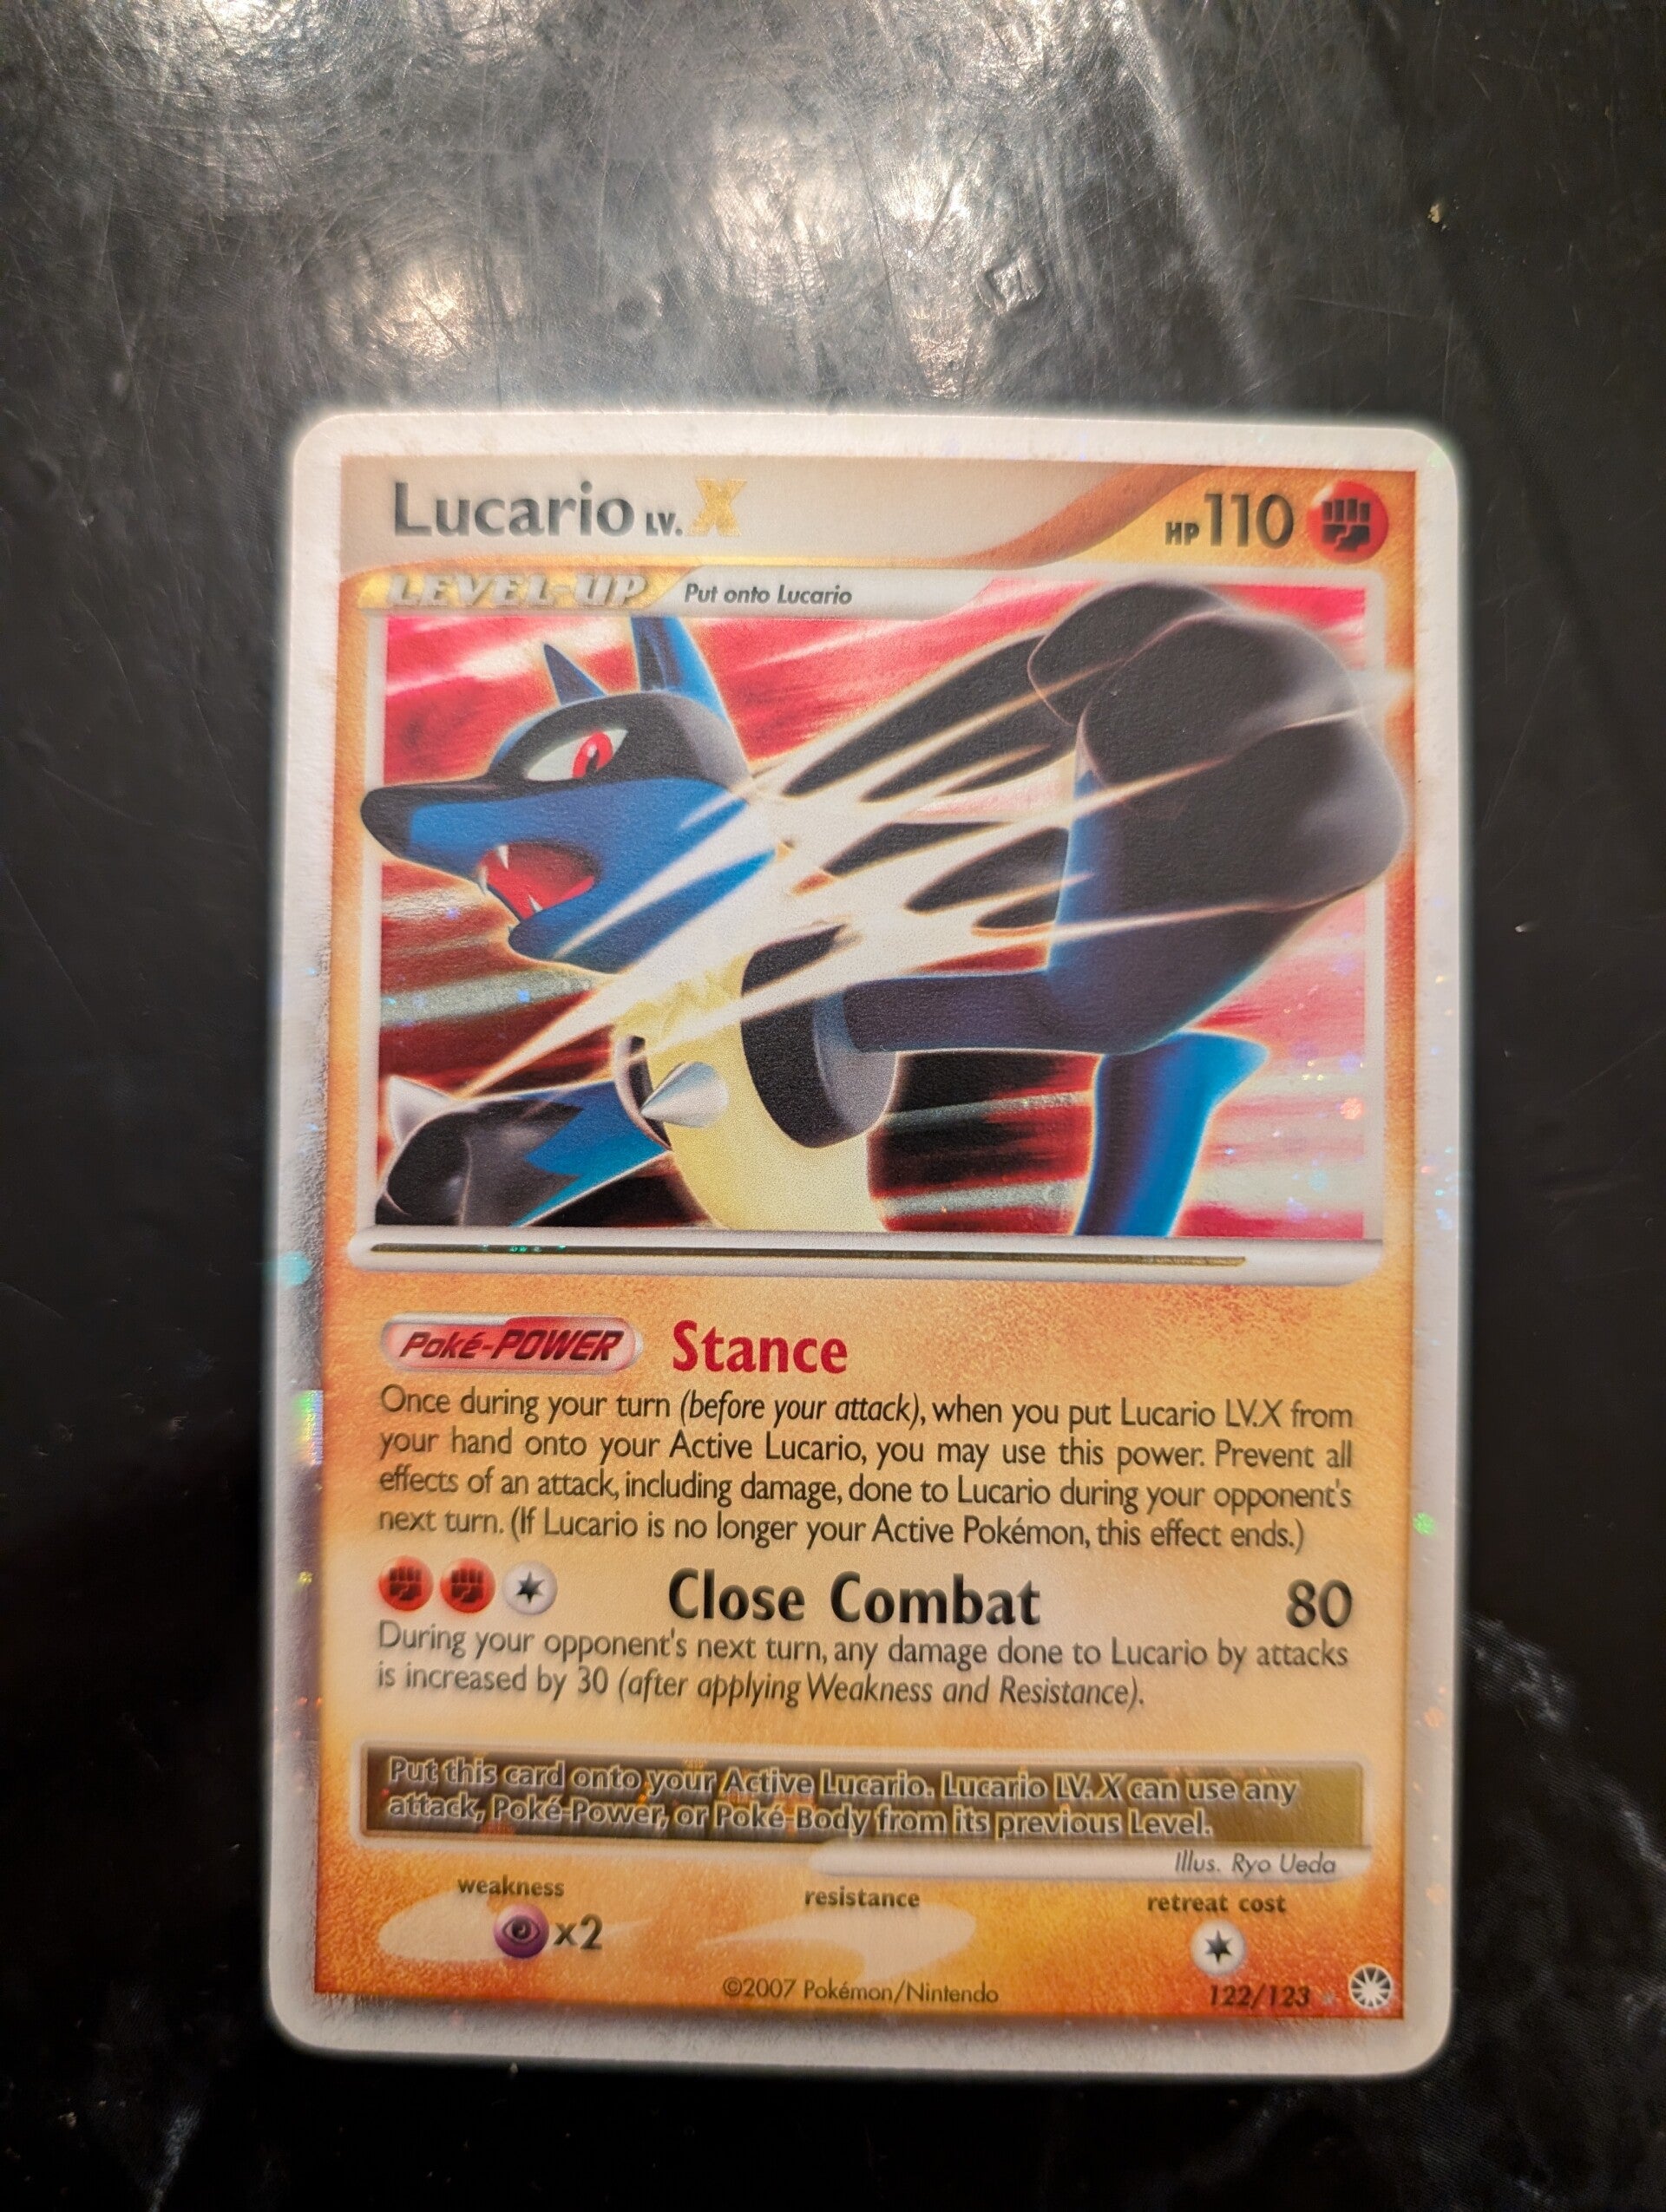 Lucario LV.X HP 110
LEVEL-UP Put onto Lucario
Poké-POWER Stance
Once during your turn (before your attack), when you put Lucario LV.X from
your hand onto your Active Lucario, you may use this power. Prevent all
effects of an attack, including damage, done to Lucario during your opponent's
next turn. (If Lucario is no longer your Active Pokémon, this effect ends.)
Close Combat 80
During your opponent's next turn, any damage done to Lucario by attacks
is increased by 30 (after applying Weakness and Resistance).
Put this card onto your Active Lucario. Lucario LV. X can use any
attack, Poké-Power, or Poké-Body from its previous Level.
Illus. Ryo Ueda
weakness resistance retreat cost
x2
©2007 Pokémon/Nintendo 122/123